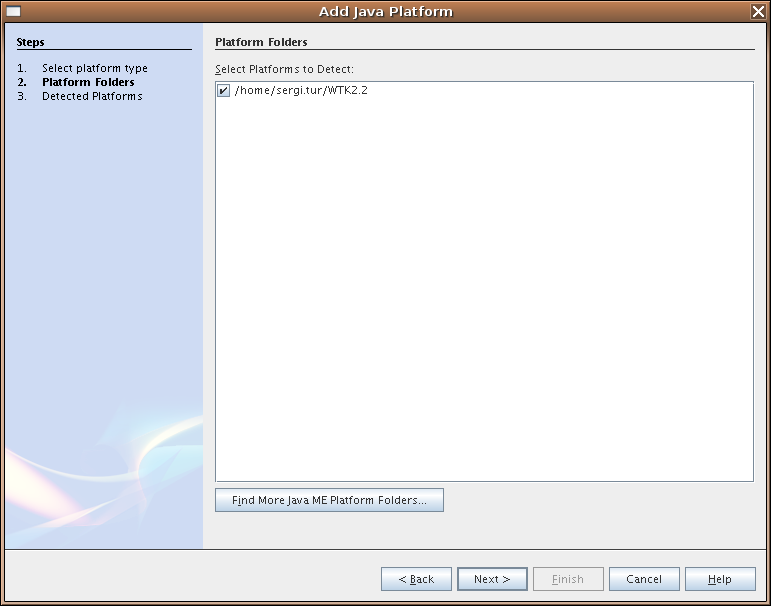 Add Java Platform
Steps
1. Select platform type
2. Platform Folders
3. Detected Platforms
Platform Folders
Select Platforms to Detect:
/home/sergi.tur/WTK2.2
Find More Java ME Platform Folders...
< Back
Next >
Finish
Cancel
Help